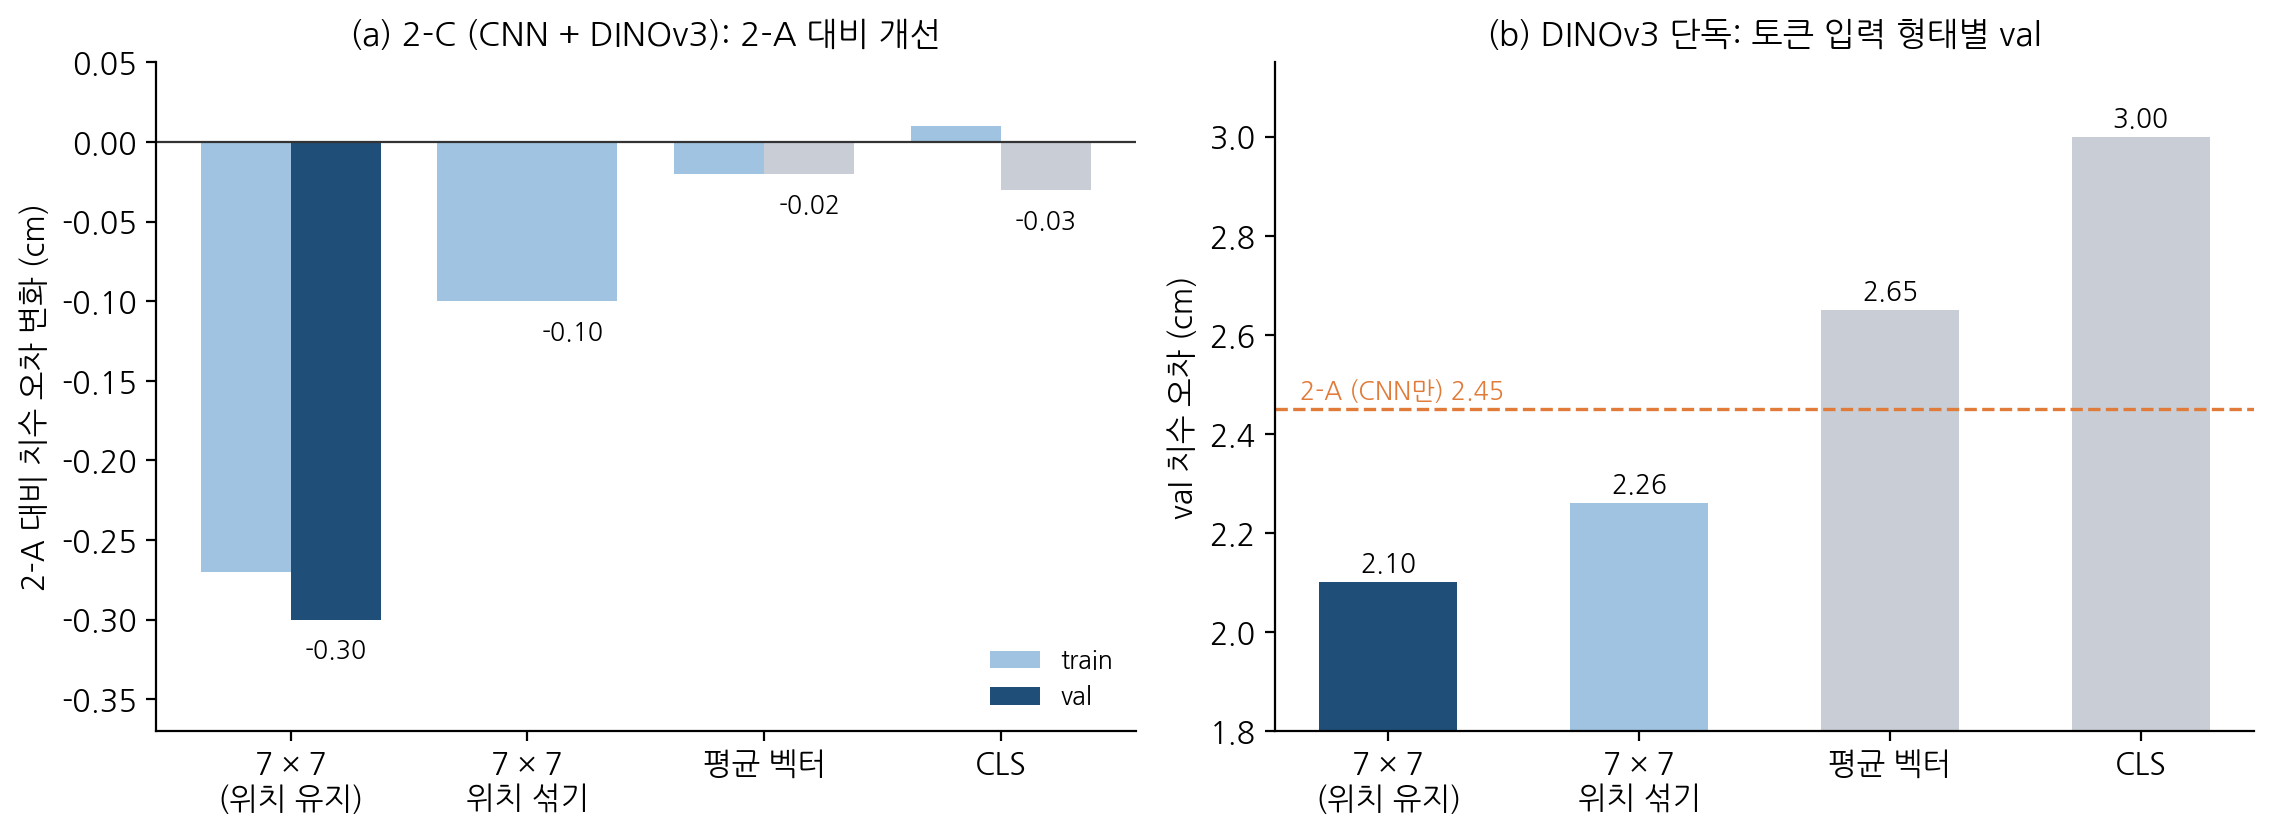 (a) 2-C (CNN + DINOv3): 2-A 대비 개선
2-A 대비 치수 오차 변화 (cm)
0.05
0.00
-0.05
-0.10
-0.15
-0.20
-0.25
-0.30
-0.35
-0.30
-0.10
-0.02
-0.03
train
val
7 × 7
(위치 유지)
7 × 7
위치 섞기
평균 벡터
CLS
(b) DINOv3 단독: 토큰 입력 형태별 val
val 치수 오차 (cm)
3.0
2.8
2.6
2.4
2.2
2.0
1.8
2-A (CNN만) 2.45
2.10
2.26
2.65
3.00
7 × 7
(위치 유지)
7 × 7
위치 섞기
평균 벡터
CLS